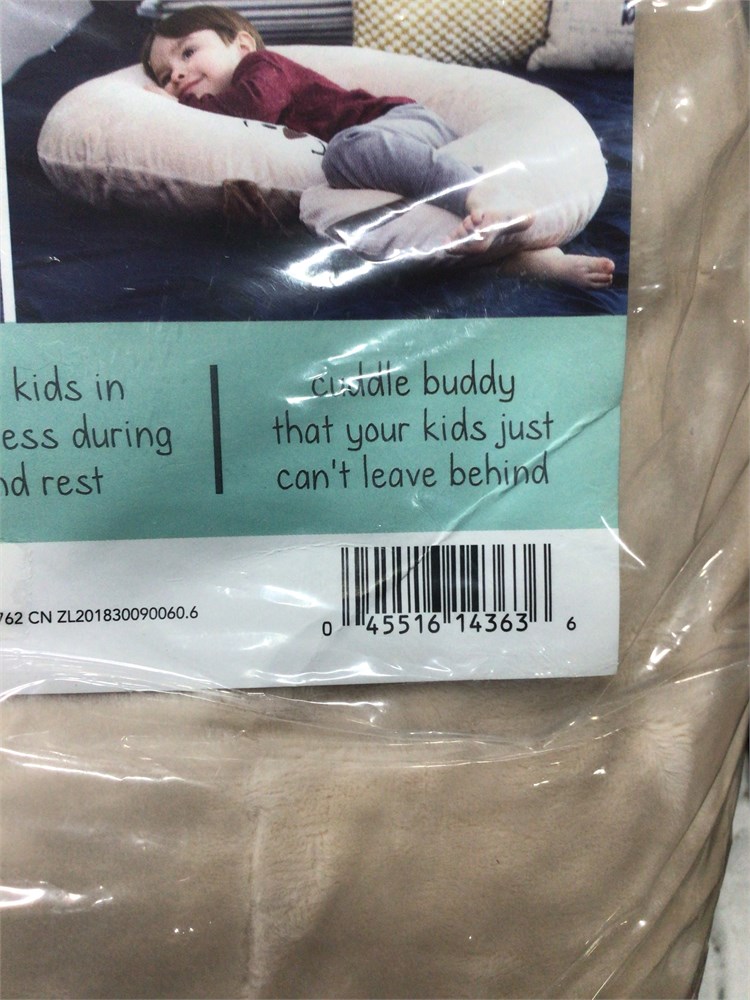 kids in
ess during
nd rest
cuddle buddy
that your kids just
can't leave behind
762 CN ZL201830090060.6
0 45516 14363 6